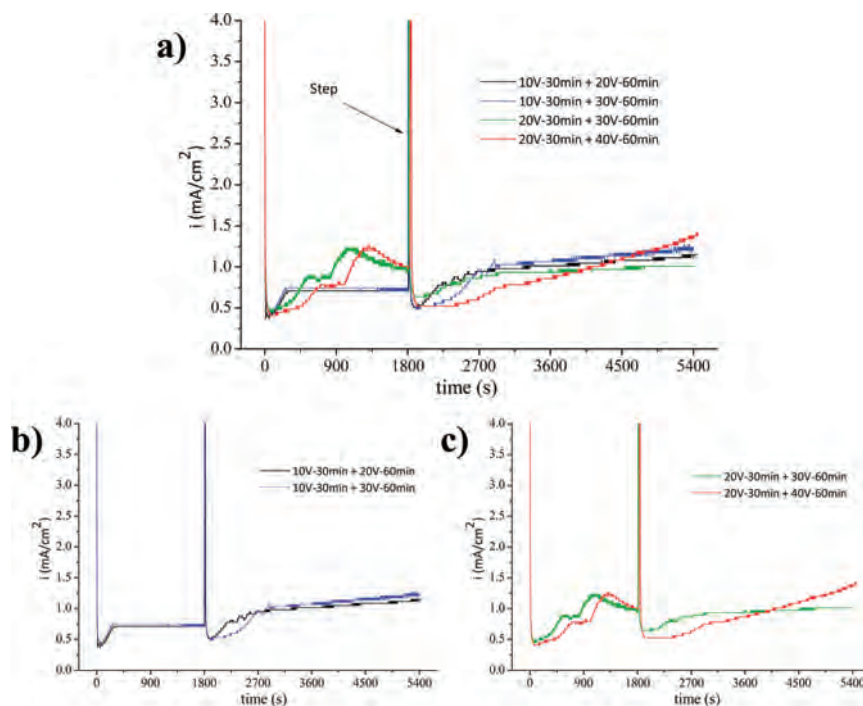 a)
4.0
3.5
3.0
2.5
2.0
1.5
1.0
0.5
0.0
i (mA/cm²)
Step
10V-30min + 20V-60min
10V-30min + 30V-60min
20V-30min + 30V-60min
20V-30min + 40V-60min
0 900 1800 2700 3600 4500 5400
time (s)
b)
4.0
3.5
3.0
2.5
2.0
1.5
1.0
0.5
0.0
i (mA/cm²)
10V-30min + 20V-60min
10V-30min + 30V-60min
0 900 1800 2700 3600 4500 5400
time (s)
c)
4.0
3.5
3.0
2.5
2.0
1.5
1.0
0.5
0.0
i (mA/cm²)
20V-30min + 30V-60min
20V-30min + 40V-60min
0 900 1800 2700 3600 4500 5400
time (s)